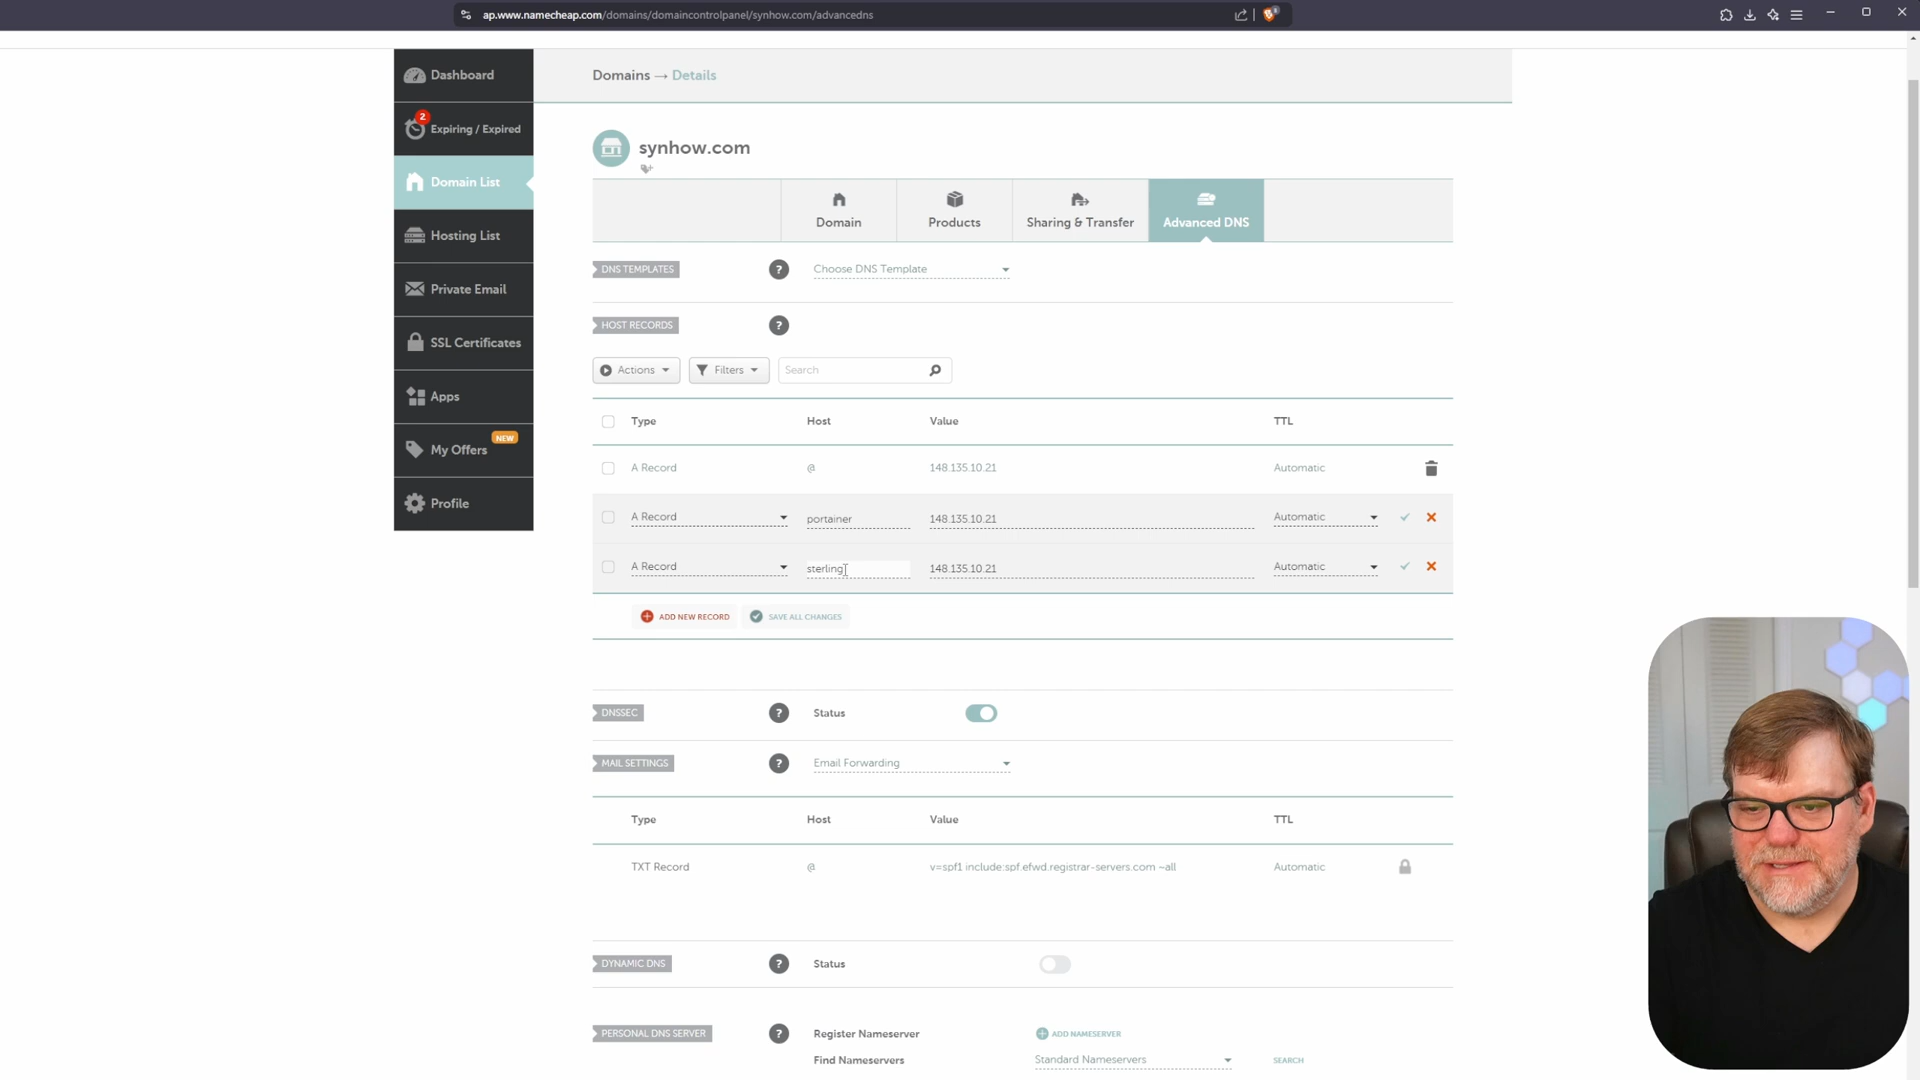 ap.www.namecheap.com/domains/domaincontrolpanel/synhow.com/advancedns
Dashboard
2
Expiring / Expired
Domain List
Hosting List
Private Email
SSL Certificates
Apps
NEW
My Offers
Profile
Domains → Details
synhow.com
Domain
Products
Sharing & Transfer
Advanced DNS
DNS TEMPLATES ? Choose DNS Template
HOST RECORDS ?
Actions Filters Search
Type Host Value TTL
A Record @ 148.135.10.21 Automatic
A Record portainer 148.135.10.21 Automatic
A Record sterling 148.135.10.21 Automatic
ADD NEW RECORD SAVE ALL CHANGES
DNSSEC ? Status
MAIL SETTINGS ? Email Forwarding
Type Host Value TTL
TXT Record @ v=spf1 include:spf.efwd.registrar-servers.com ~all Automatic
DYNAMIC DNS ? Status
PERSONAL DNS SERVER ? Register Nameserver ADD NAMESERVER
Find Nameservers Standard Nameservers SEARCH